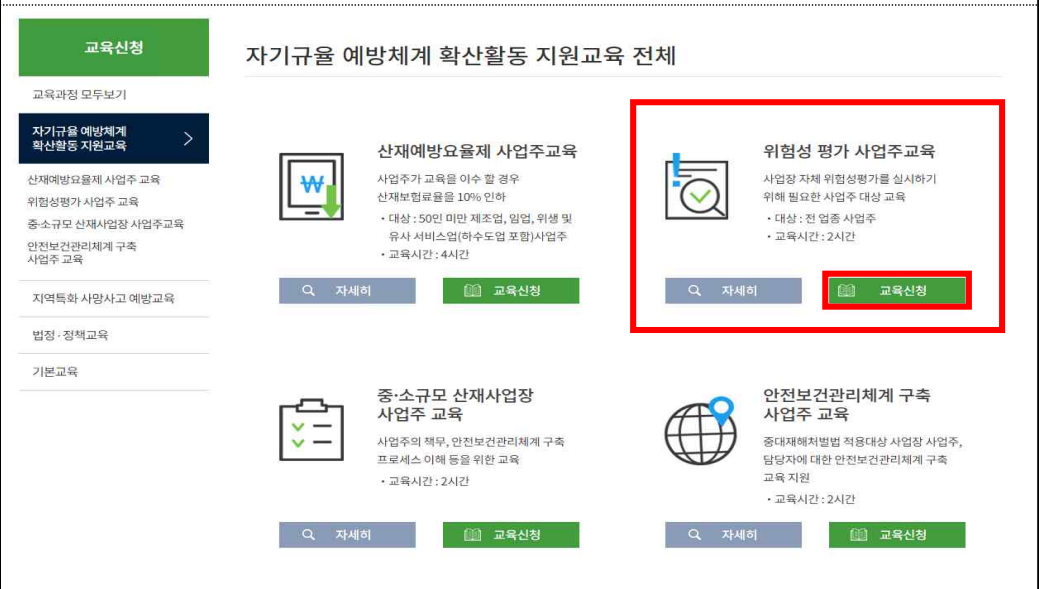 교육신청
자기규율 예방체계 확산활동 지원교육 전체
교육과정 모두보기
자기규율 예방체계
확산활동 지원교육
산재예방요율제 사업주 교육
위험성평가 사업주 교육
중·소규모 산재사업장 사업주교육
안전보건관리체계 구축
사업주 교육
지역특화 사망사고 예방교육
법정·정책교육
기본교육
산재예방요율제 사업주교육
사업주가 교육을 이수 할 경우
산재보험료율을 10% 인하
・대상 : 50인 미만 제조업, 임업, 위생 및
유사 서비스업(하수도업 포함)사업주
・교육시간 : 4시간
자세히
교육신청
위험성 평가 사업주교육
사업장 자체 위험성평가를 실시하기
위해 필요한 사업주 대상 교육
・대상 : 전 업종 사업주
・교육시간 : 2시간
자세히
교육신청
중·소규모 산재사업장
사업주 교육
사업주의 책무, 안전보건관리체계 구축
프로세스 이해 등을 위한 교육
・교육시간 : 2시간
자세히
교육신청
안전보건관리체계 구축
사업주 교육
중대재해처벌법 적용대상 사업장 사업주,
담당자에 대한 안전보건관리체계 구축
교육 지원
・교육시간 : 2시간
자세히
교육신청